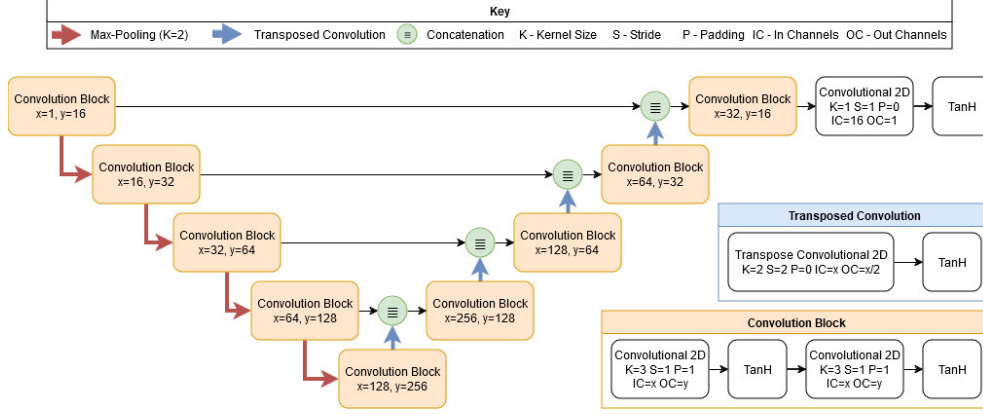 Key
Max-Pooling (K=2)
Transposed Convolution
Concatenation
K - Kernel Size
S - Stride
P - Padding
IC - In Channels
OC - Out Channels
Convolution Block
x=1, y=16
Convolution Block
x=32, y=16
Convolutional 2D
K=1 S=1 P=0
IC=16 OC=1
TanH
Convolution Block
x=16, y=32
Convolution Block
x=64, y=32
Convolution Block
x=32, y=64
Convolution Block
x=128, y=64
Convolution Block
x=64, y=128
Convolution Block
x=256, y=128
Convolution Block
x=128, y=256
Transposed Convolution
Transpose Convolutional 2D
K=2 S=2 P=0 IC=x OC=x/2
TanH
Convolution Block
Convolutional 2D
K=3 S=1 P=1
IC=x OC=y
TanH
Convolutional 2D
K=3 S=1 P=1
IC=x OC=y
TanH